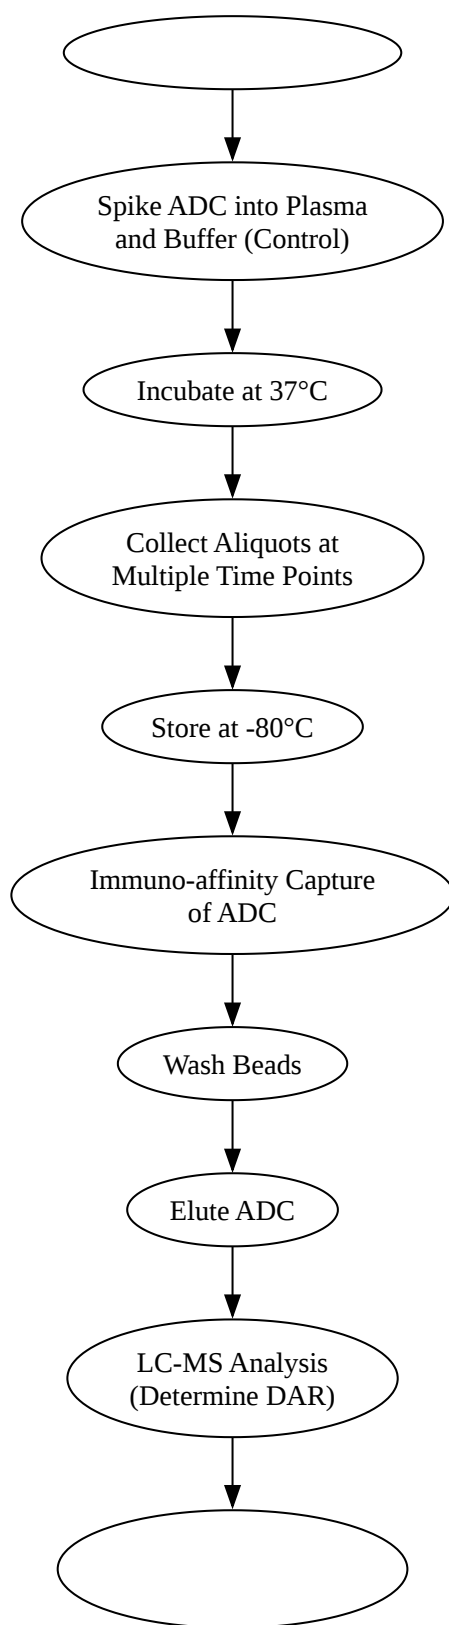 Spike ADC into Plasma
and Buffer (Control)
Incubate at 37°C
Collect Aliquots at
Multiple Time Points
Store at -80°C
Immuno-affinity Capture
of ADC
Wash Beads
Elute ADC
LC-MS Analysis
(Determine DAR)